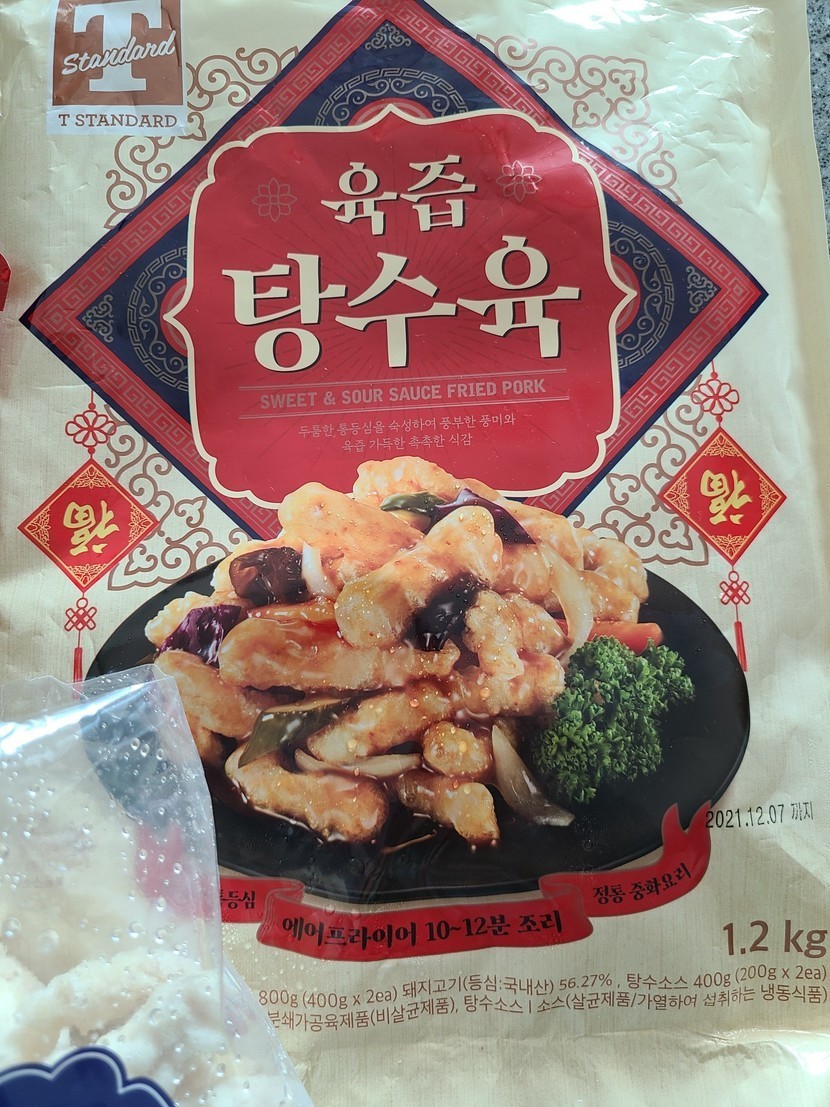 T
Standard
T STANDARD
육즙
탕수육
SWEET & SOUR SAUCE FRIED PORK
두툼한 통등심을 숙성하여 풍부한 풍미와
육즙 가득한 촉촉한 식감
福
福
2021.12.07 까지
등심
에어프라이어 10~12분 조리
정통 중화요리
1.2 kg
800g (400g x 2ea) 돼지고기(등심:국내산) 56.27% , 탕수소스 400g (200g x 2ea)
분쇄가공육제품(비살균제품), 탕수소스 | 소스(살균제품/가열하여 섭취하는 냉동식품)